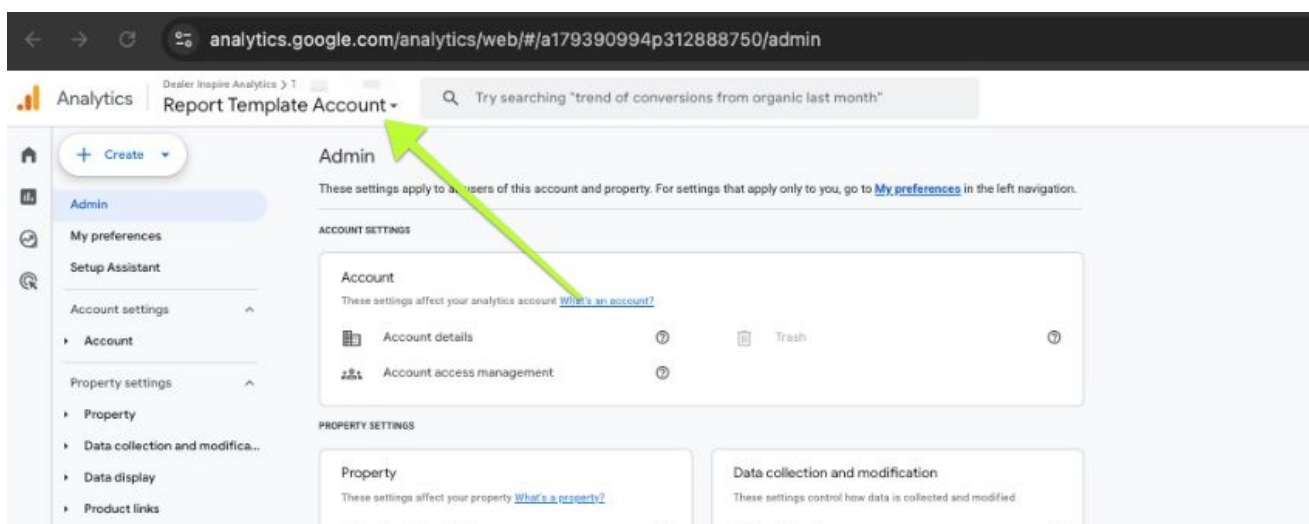 analytics.google.com/analytics/web/#/a179390994p312888750/admin
Analytics
Dealer Inspire Analytics > T
Report Template Account
Try searching "trend of conversions from organic last month"
+ Create
Admin
My preferences
Setup Assistant
Account settings
Account
Property settings
Property
Data collection and modifica...
Data display
Product links
Admin
These settings apply to users of this account and property. For settings that apply only to you, go to My preferences in the left navigation.
ACCOUNT SETTINGS
Account
These settings affect your analytics account What's an account?
Account details
Trash
Account access management
PROPERTY SETTINGS
Property
These settings affect your property What's a property?
Data collection and modification
These settings control how data is collected and modified